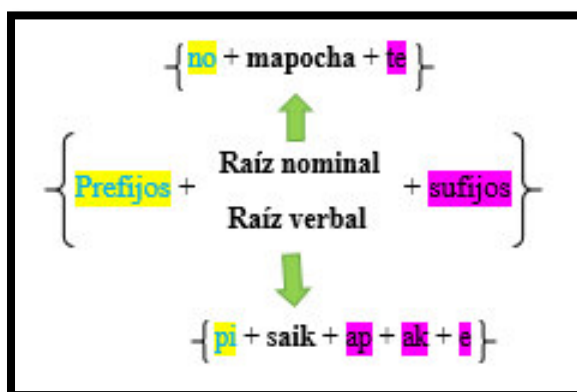 {no + mapocha + te}
Raíz nominal
{Prefijos + + sufijos}
Raíz verbal
{pi + saik + ap + ak + e}